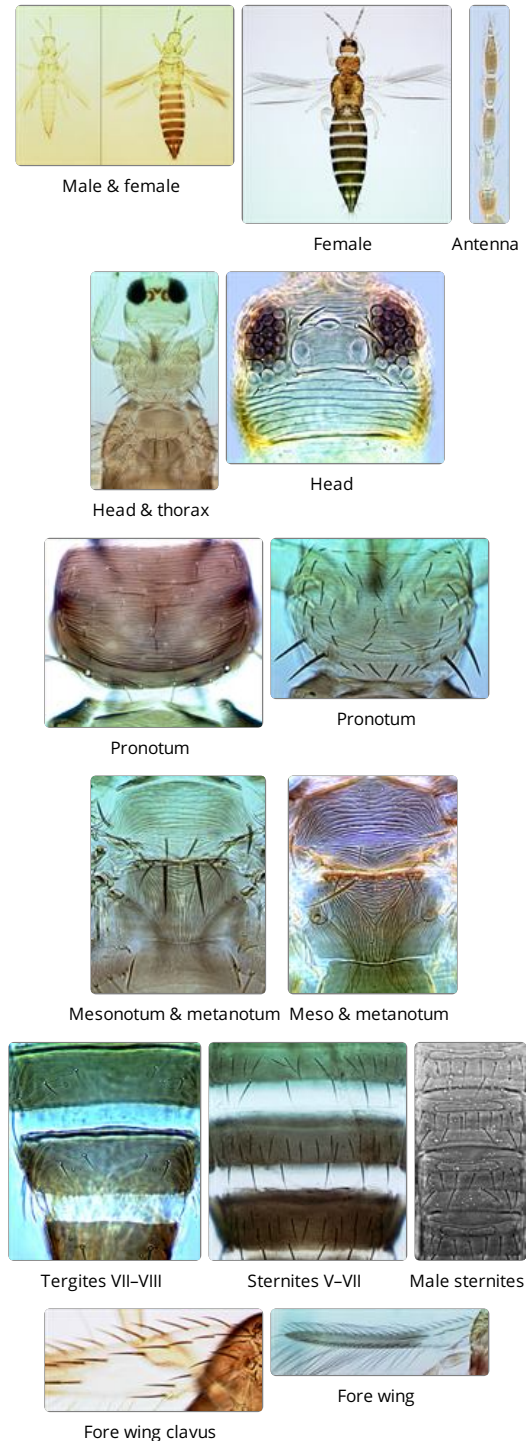 Male & female
Female
Antenna
Head & thorax
Head
Pronotum
Pronotum
Mesonotum & metanotum
Meso & metanotum
Tergites VII–VIII
Sternites V–VII
Male sternites
Fore wing clavus
Fore wing